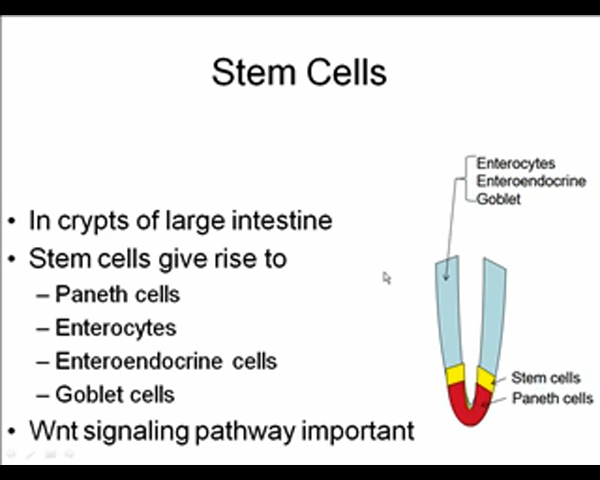 Stem Cells
• In crypts of large intestine
• Stem cells give rise to
– Paneth cells
– Enterocytes
– Enteroendocrine cells
– Goblet cells
• Wnt signaling pathway important
Enterocytes
Enteroendocrine
Goblet
Stem cells
Paneth cells